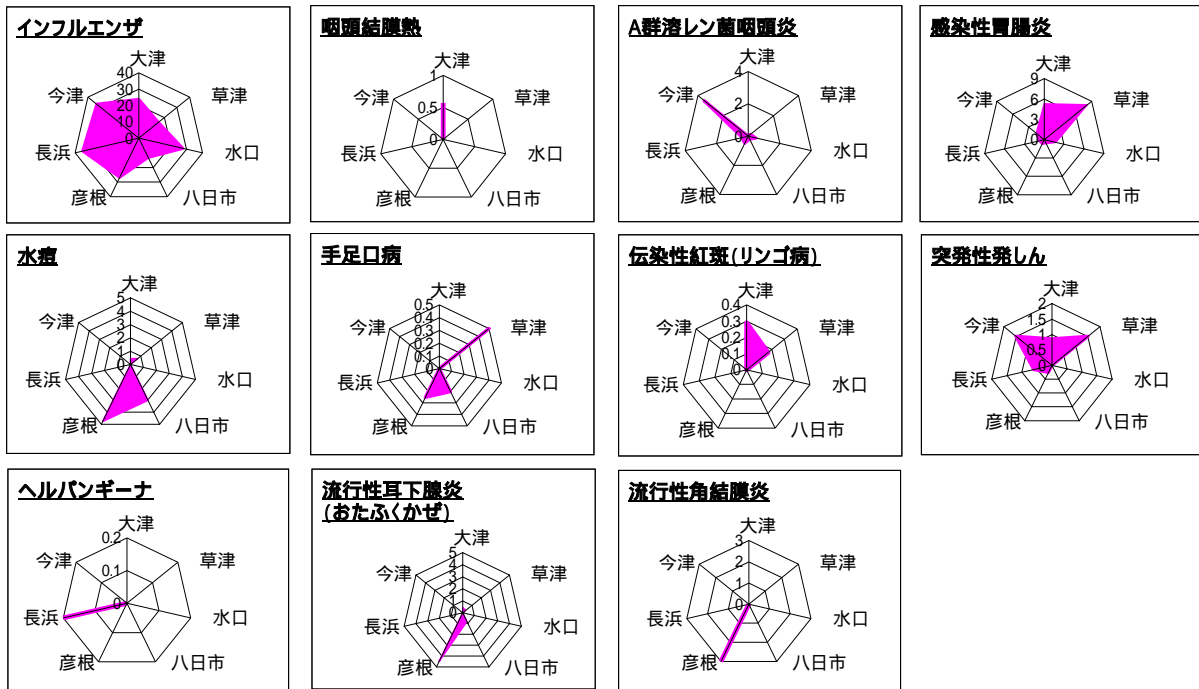 インフルエンザ
大津
草津
水口
八日市
彦根
長浜
今津
40
30
20
10
0
咽頭結膜熱
大津
草津
水口
八日市
彦根
長浜
今津
1
0.5
0
A群溶レン菌咽頭炎
大津
草津
水口
八日市
彦根
長浜
今津
4
2
0
感染性胃腸炎
大津
草津
水口
八日市
彦根
長浜
今津
9
6
3
0
水痘
大津
草津
水口
八日市
彦根
長浜
今津
5
4
3
2
1
0
手足口病
大津
草津
水口
八日市
彦根
長浜
今津
0.5
0.4
0.3
0.2
0.1
0
伝染性紅斑(リンゴ病)
大津
草津
水口
八日市
彦根
長浜
今津
0.4
0.3
0.2
0.1
0
突発性発しん
大津
草津
水口
八日市
彦根
長浜
今津
2
1.5
1
0.5
0
ヘルパンギーナ
大津
草津
水口
八日市
彦根
長浜
今津
0.2
0.1
0
流行性耳下腺炎
(おたふくかぜ)
大津
草津
水口
八日市
彦根
長浜
今津
5
4
3
2
1
0
流行性角結膜炎
大津
草津
水口
八日市
彦根
長浜
今津
3
2
1
0